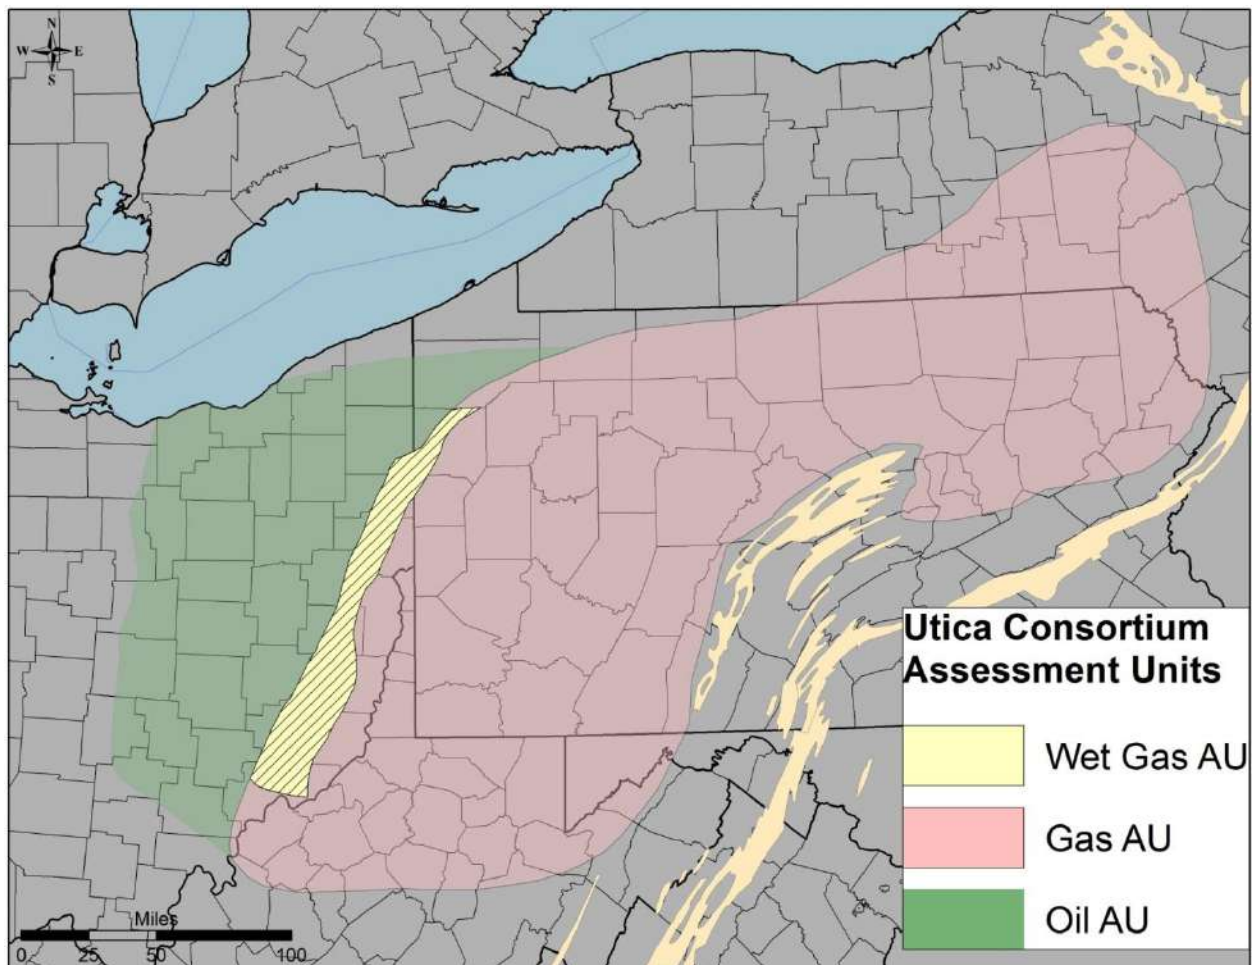 N
W E
S
Utica Consortium
Assessment Units
Wet Gas AU
Gas AU
Oil AU
Miles
0 25 50 100